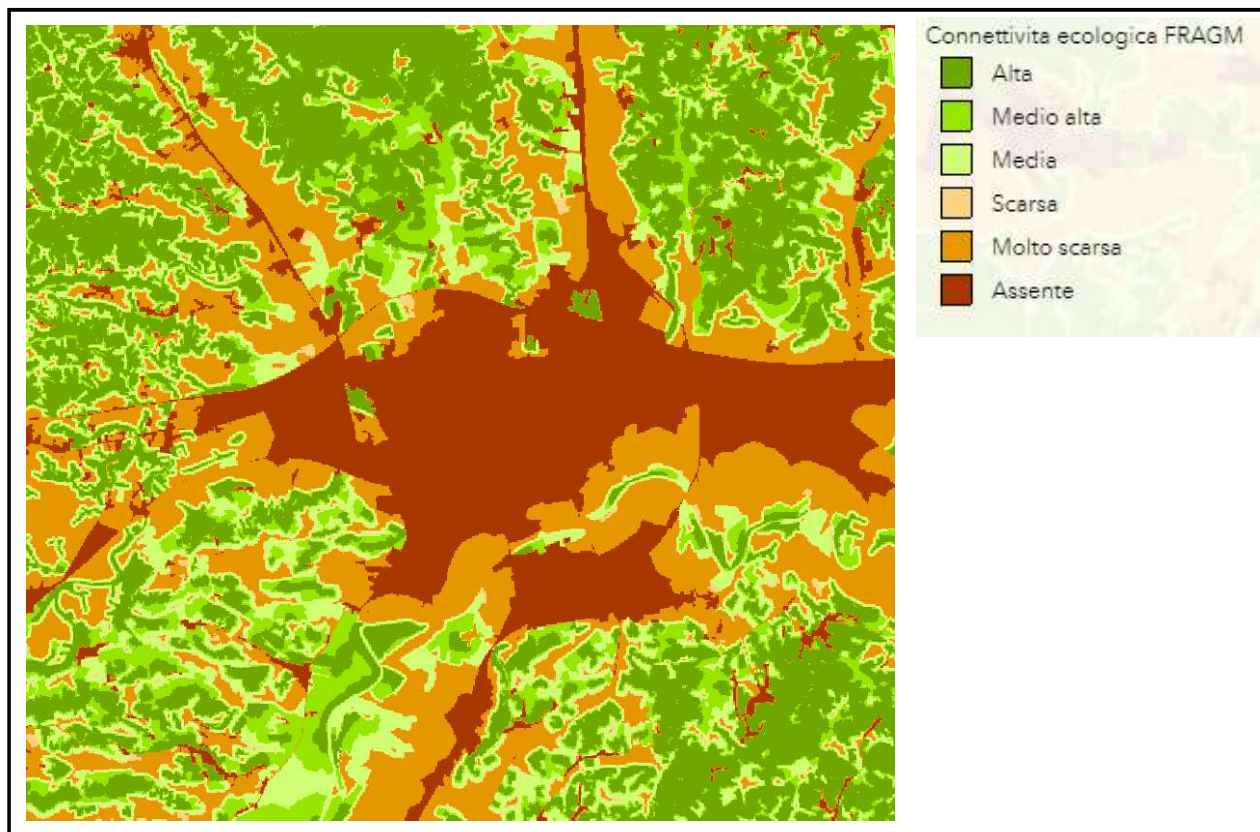 Connettivita ecologica FRAGM
Alta
Medio alta
Media
Scarsa
Molto scarsa
Assente